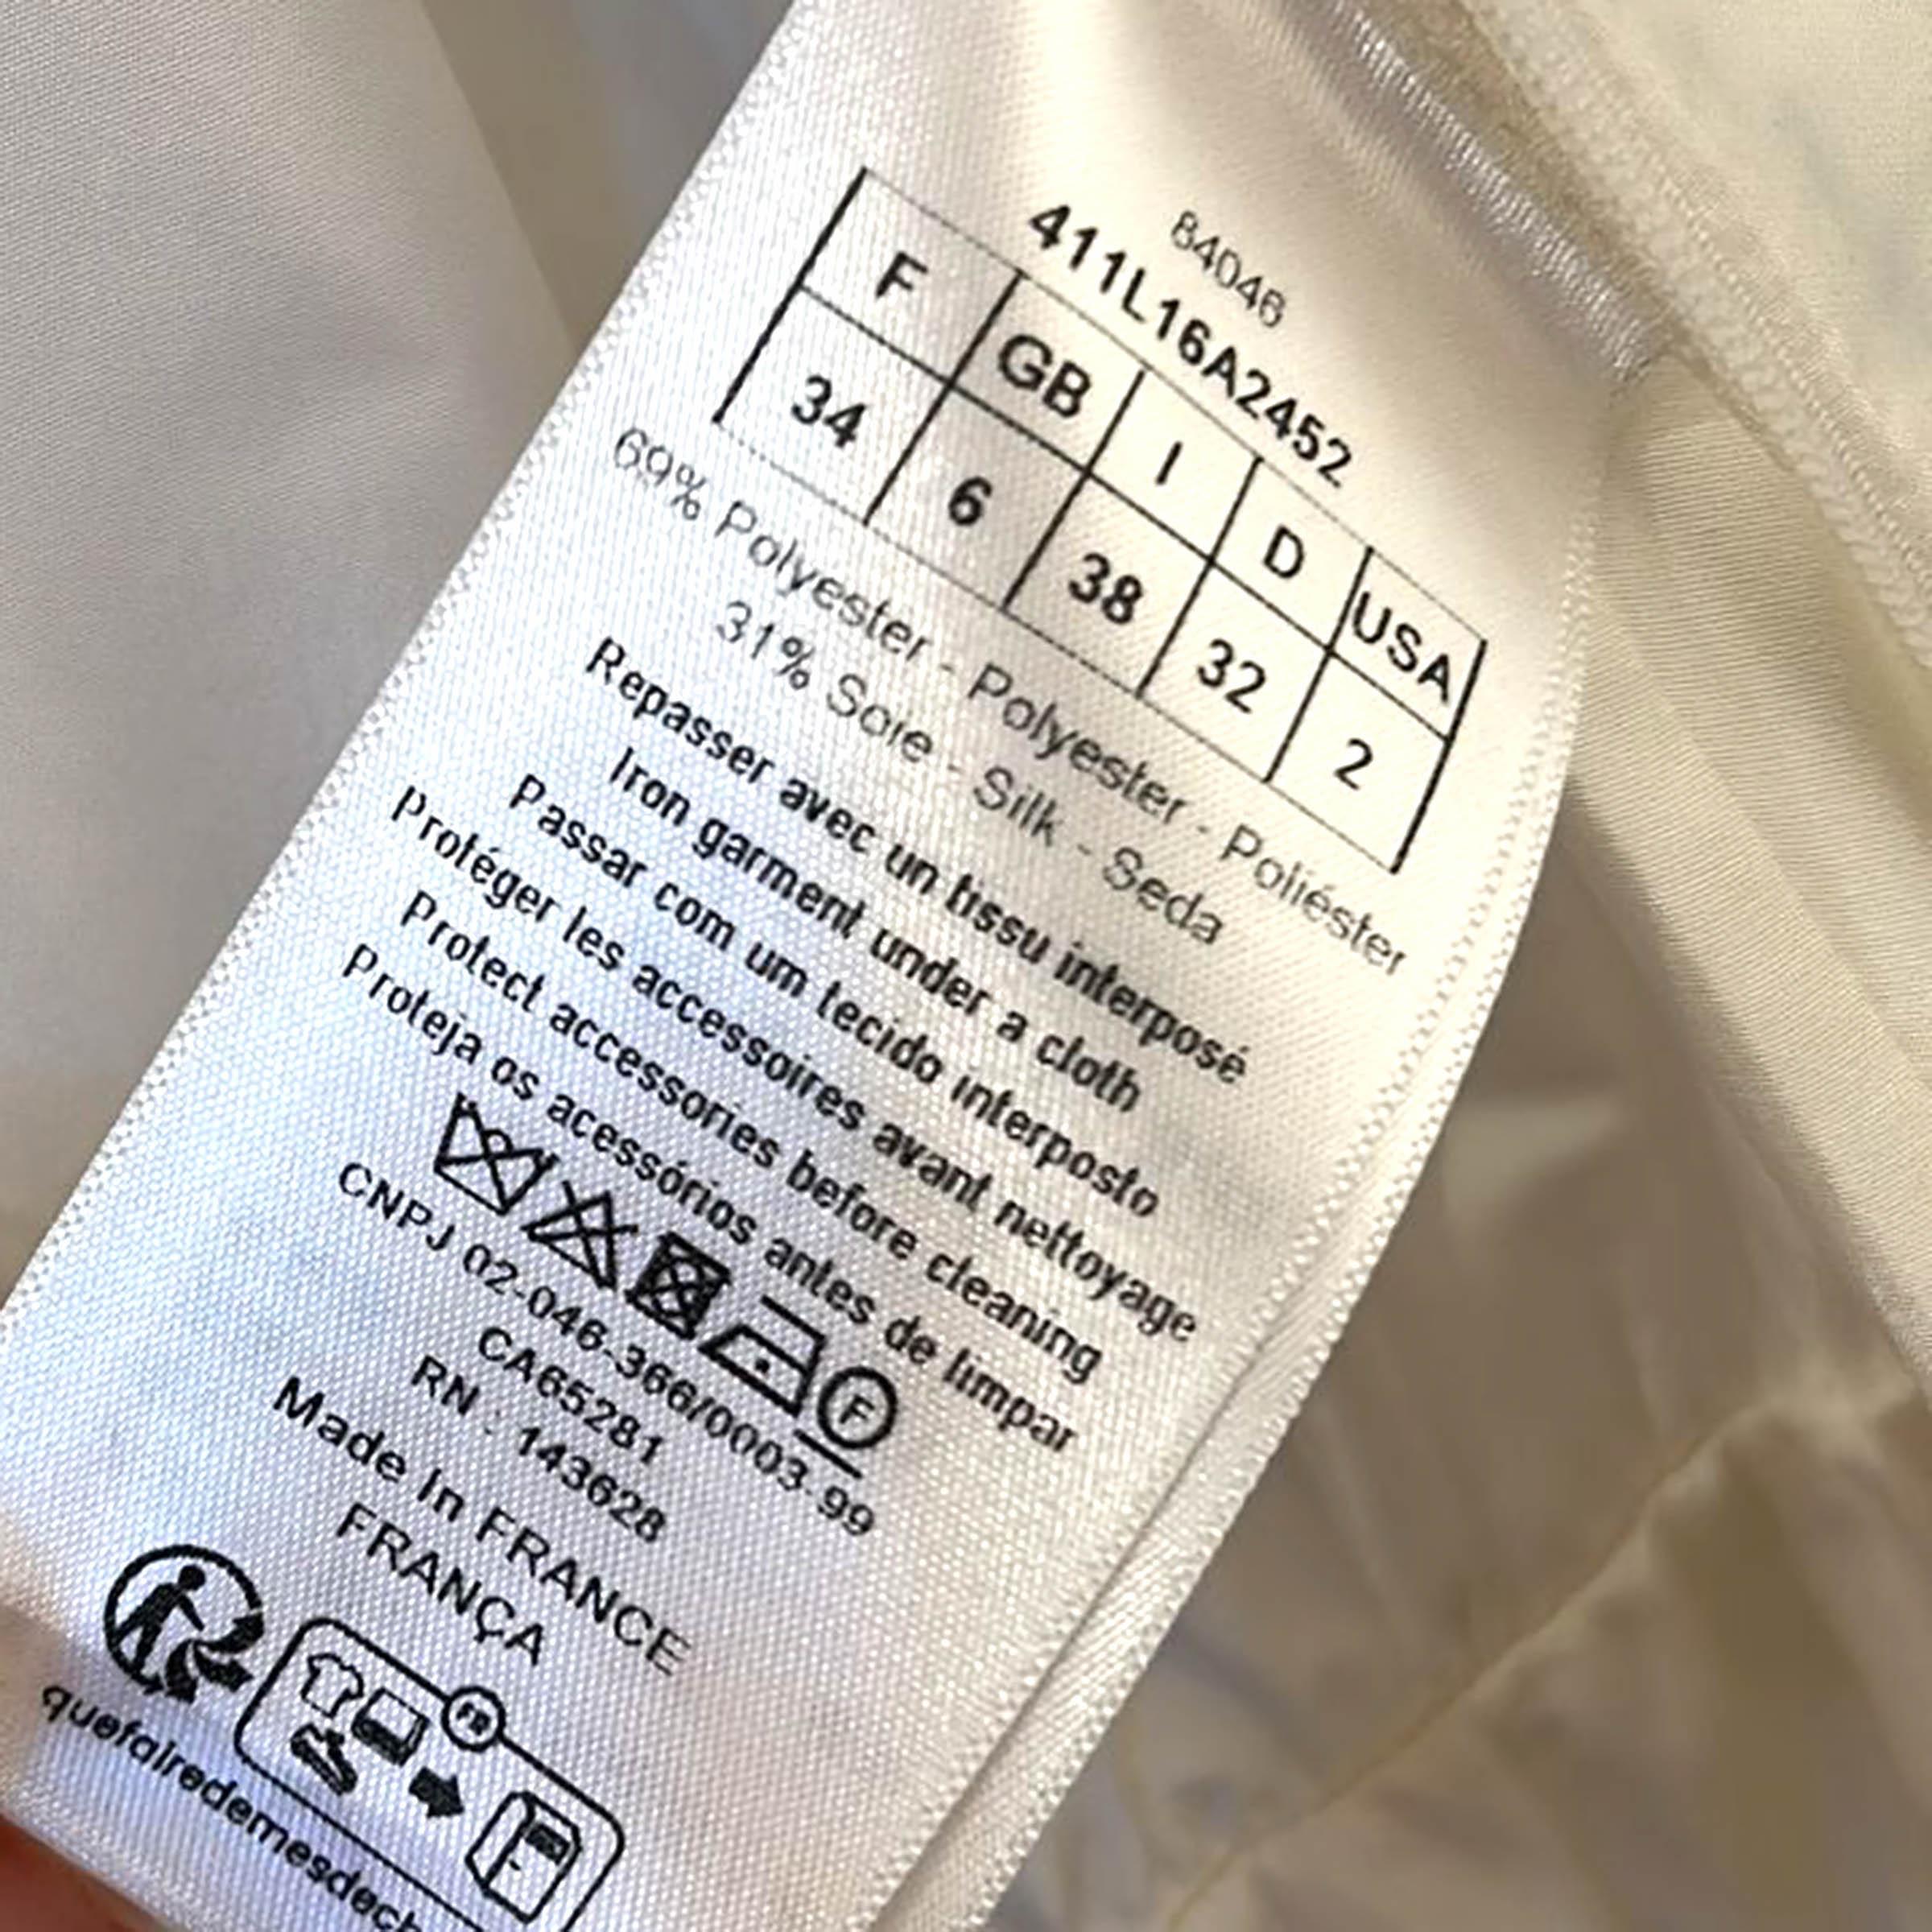 84046
411L16A2452
F GB I D USA
34 6 38 32 2
69% Polyester - Polyester - Poliéster
31% Soie - Silk - Seda
Repasser avec un tissu interposé
Iron garment under a cloth
Passar com um tecido interposto
Protéger les accessoires avant nettoyage
Protect accessories before cleaning
Proteja os acessórios antes de limpar
F
CNPJ 02-046-366/0003-99
CA65281
RN : 143628
Made In FRANCE
FRANÇA
FR
quefairedemesdech